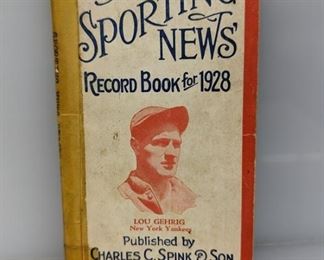 SPORTING
NEWS
RECORD BOOK for 1928
LOU GEHRIG
New York Yankees
Published by
CHARLES C. SPINK & SON